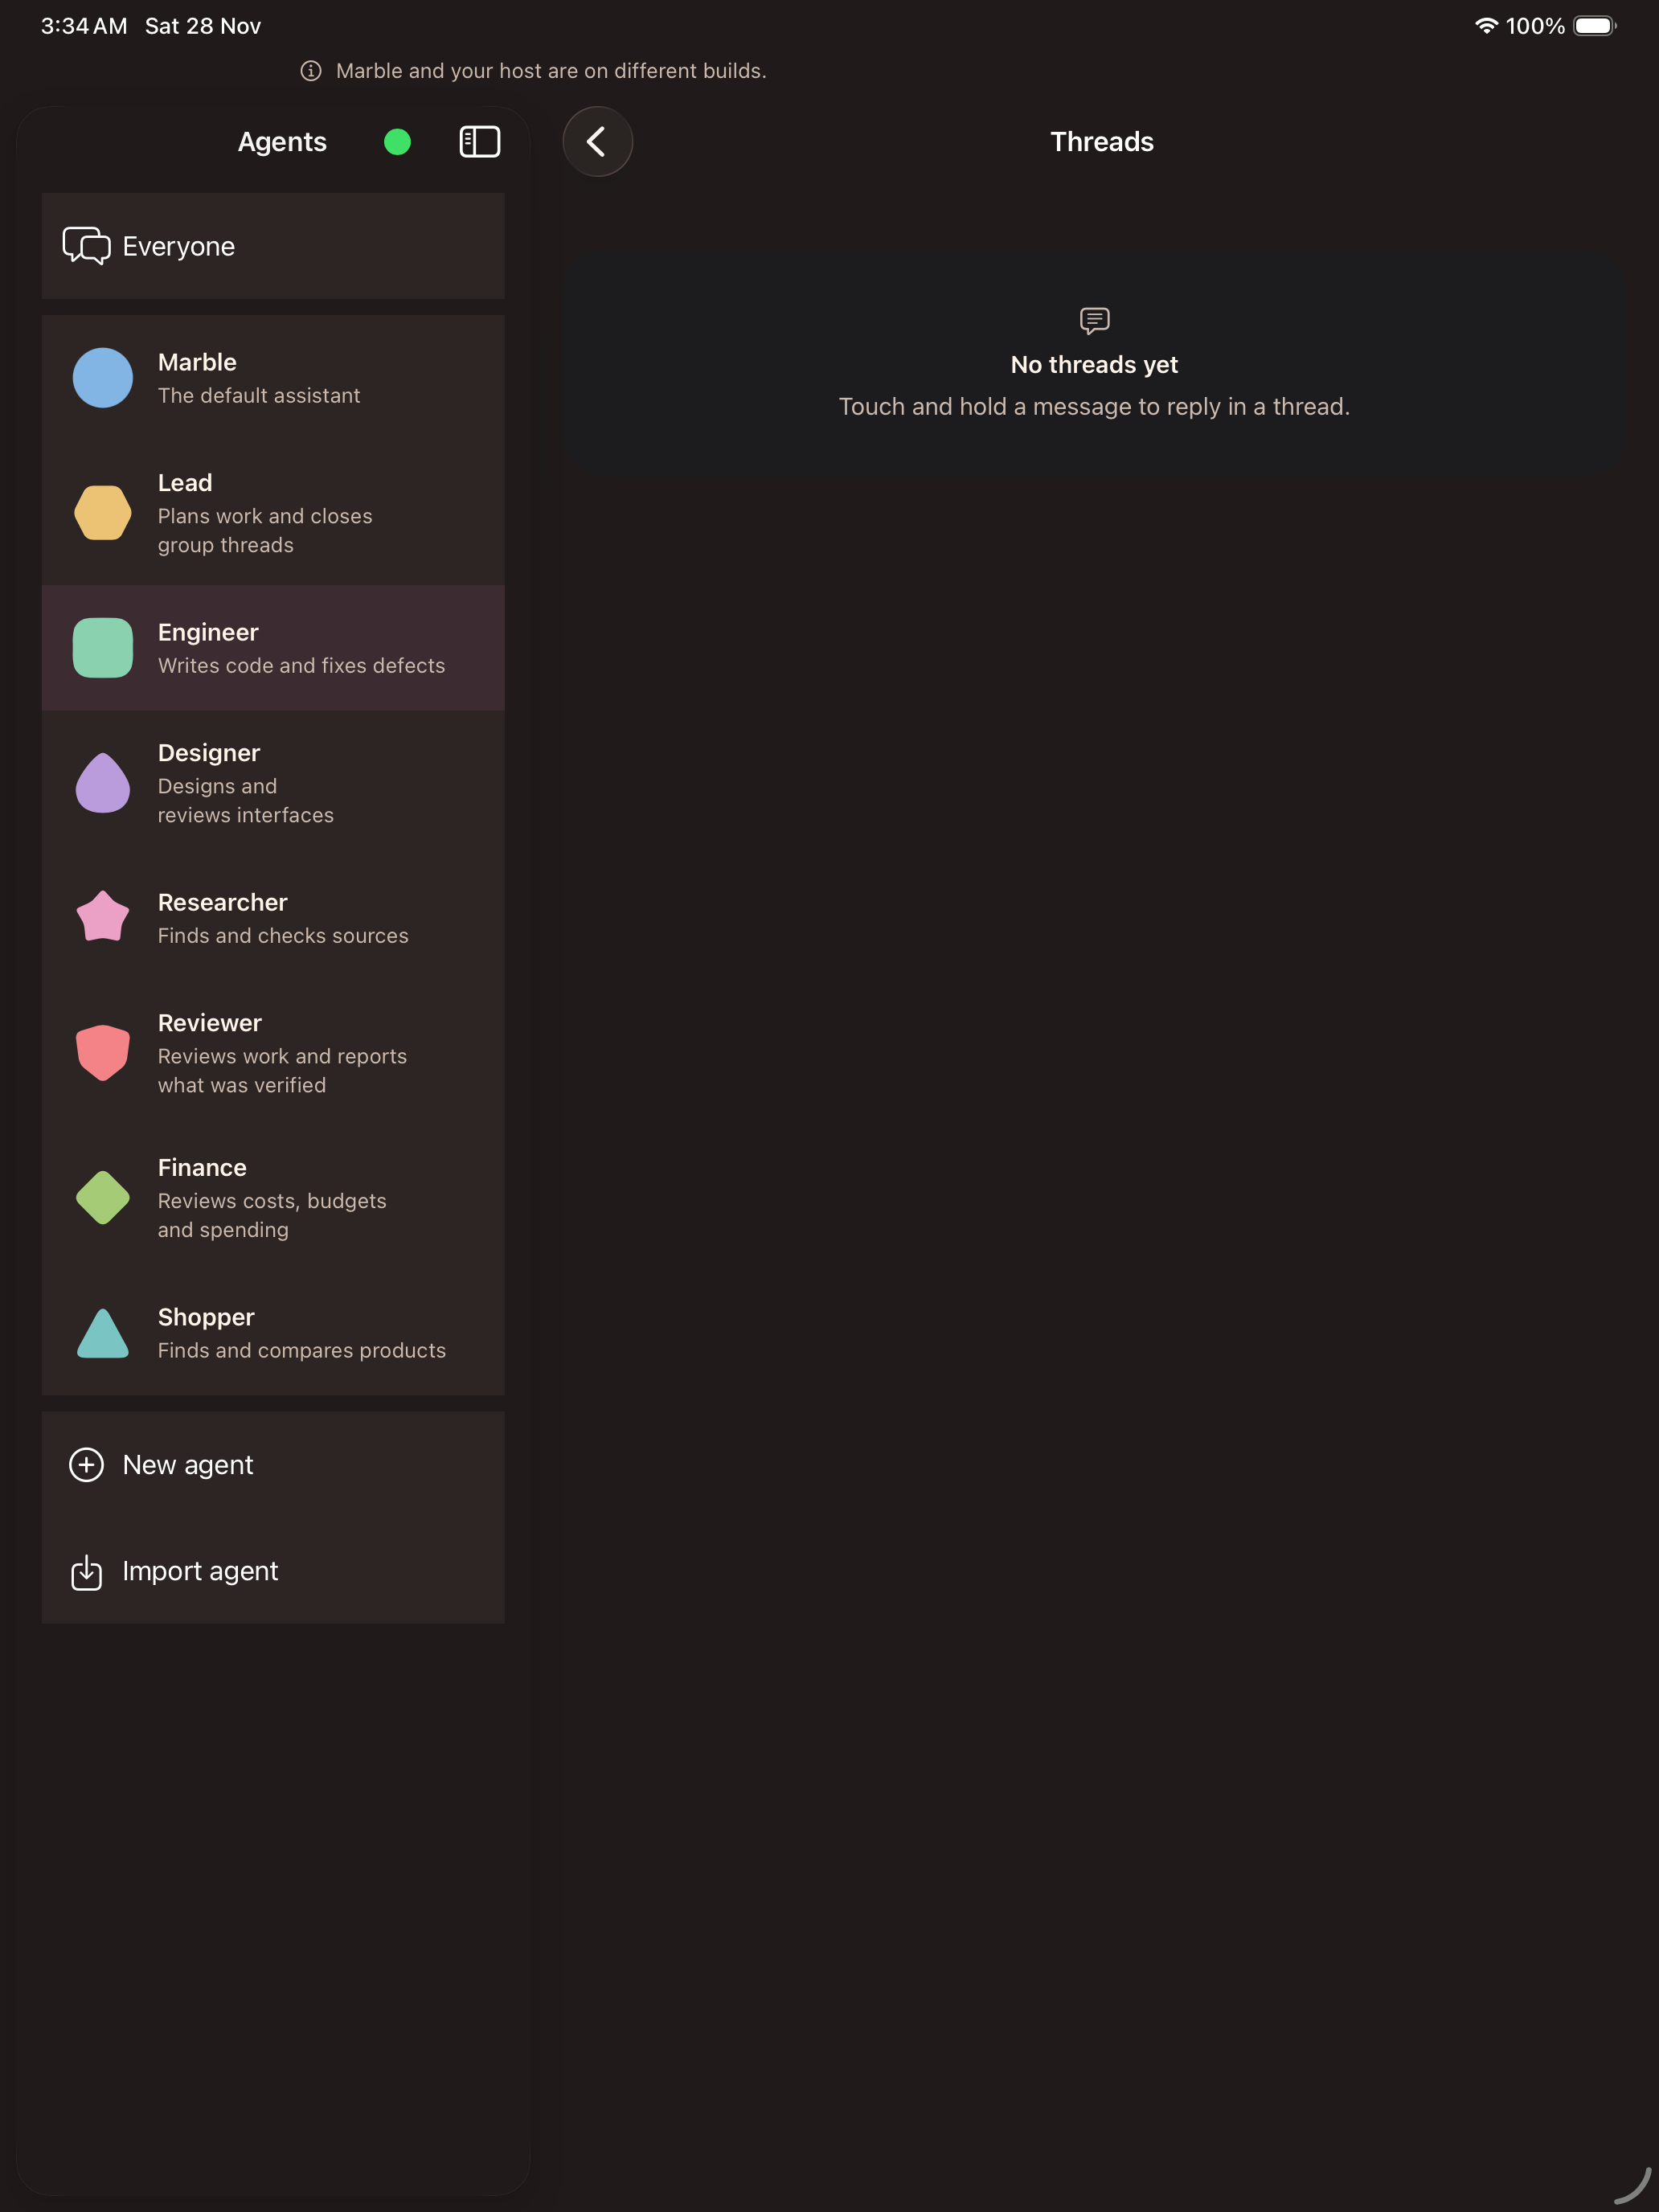 3:34 AM Sat 28 Nov
100%
Marble and your host are on different builds.
Agents
Threads
Everyone
Marble
The default assistant
Lead
Plans work and closes
group threads
Engineer
Writes code and fixes defects
Designer
Designs and
reviews interfaces
Researcher
Finds and checks sources
Reviewer
Reviews work and reports
what was verified
Finance
Reviews costs, budgets
and spending
Shopper
Finds and compares products
New agent
Import agent
No threads yet
Touch and hold a message to reply in a thread.